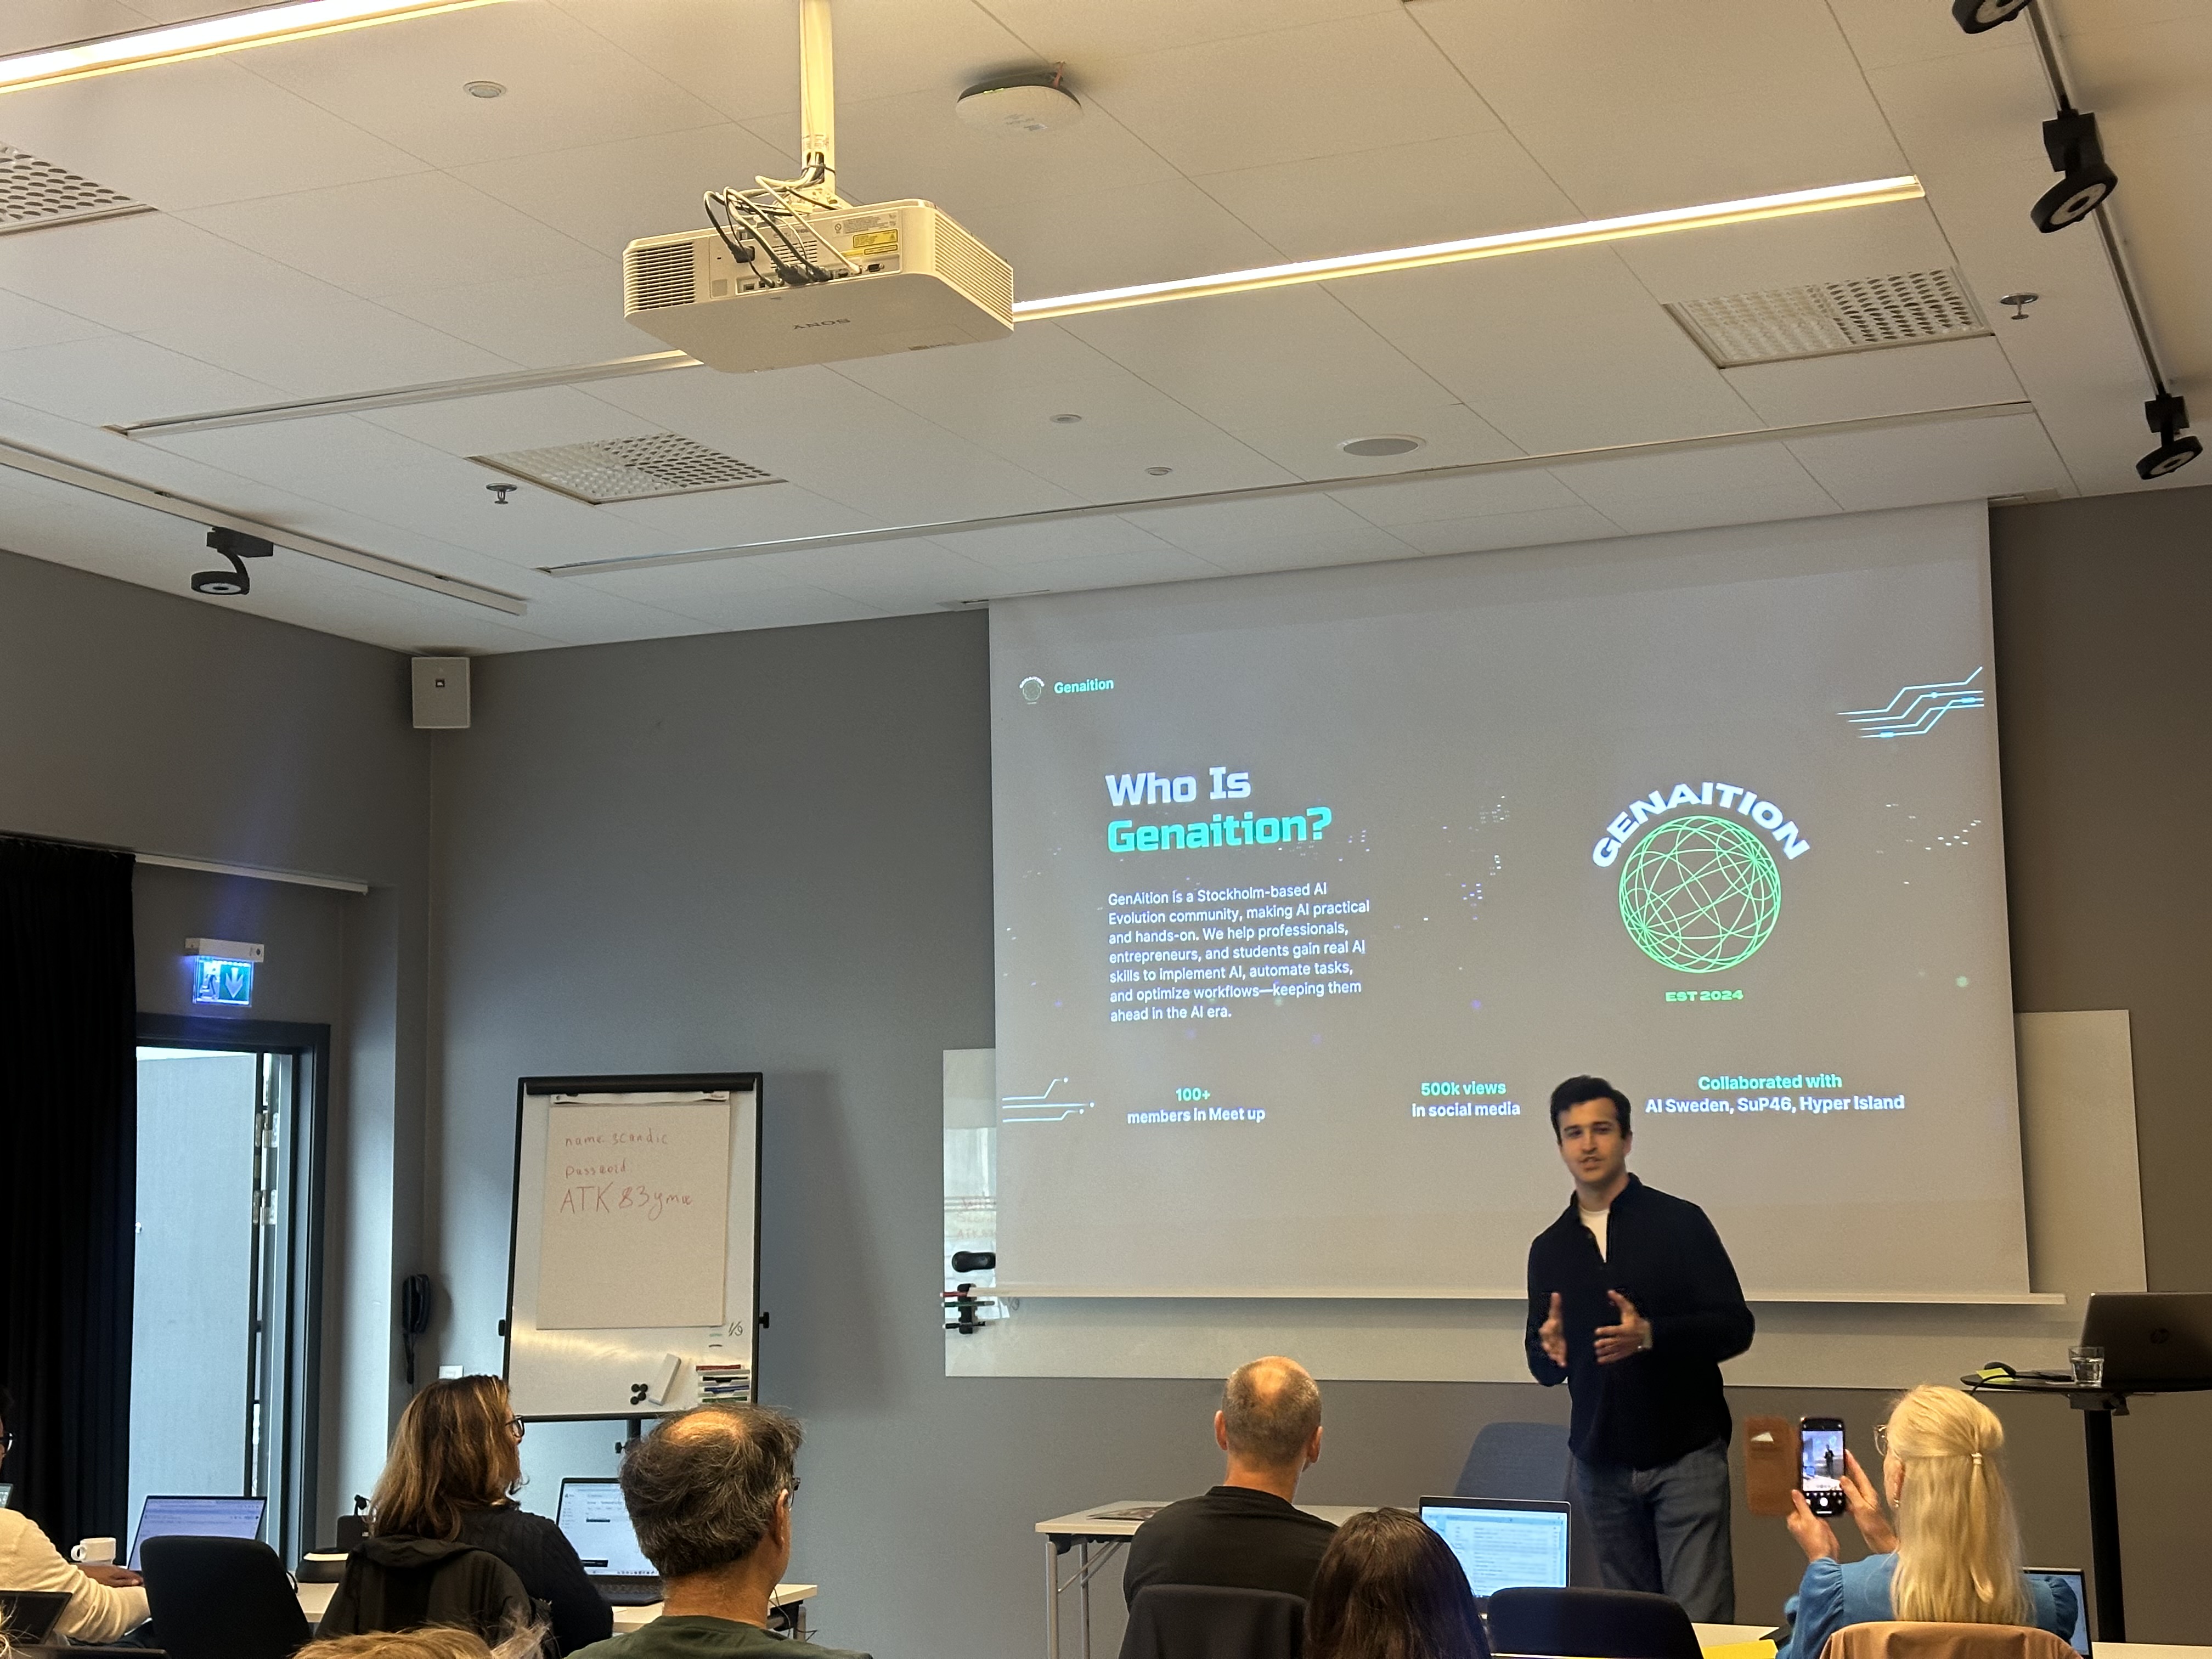 SONY
Genaition
Who Is
Genaition?
GenAition is a Stockholm-based AI
Evolution community, making AI practical
and hands-on. We help professionals,
entrepreneurs, and students gain real AI
skills to implement AI, automate tasks,
and optimize workflows—keeping them
ahead in the AI era.
GENAITION
EST 2024
100+
members in Meet up
500k views
in social media
Collaborated with
AI Sweden, SuP46, Hyper Island
name scandic
password
ATK83ymx
hp